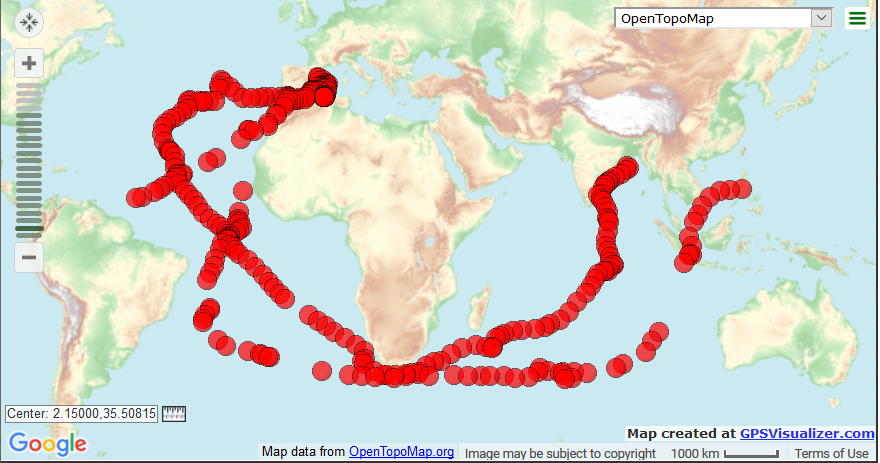 OpenTopoMap
Center: 2.15000,35.50815
Map created at GPSVisualizer.com
Google
Map data from OpenTopoMap.org
Image may be subject to copyright
1000 km
Terms of Use